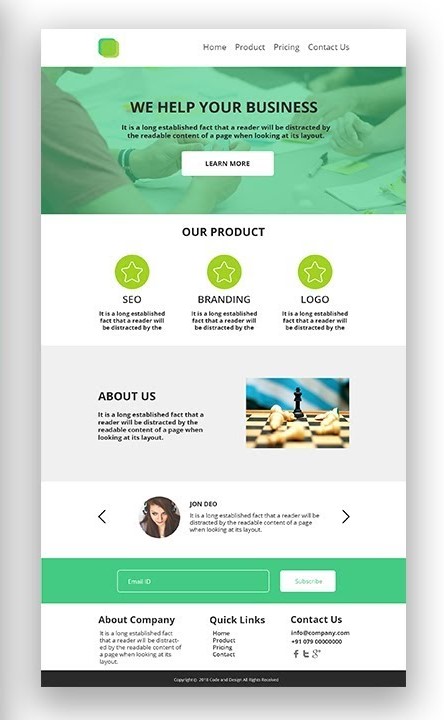 Home Product Pricing Contact Us
WE HELP YOUR BUSINESS
It is a long established fact that a reader will be distracted by
the readable content of a page when looking at its layout.
LEARN MORE
OUR PRODUCT
SEO
It is a long established
fact that a reader will
be distracted by the
BRANDING
It is a long established
fact that a reader will
be distracted by the
LOGO
It is a long established
fact that a reader will
be distracted by the
ABOUT US
It is a long established fact that a
reader will be distracted by the
readable content of a page when
looking at its layout.
JON DEO
It is a long established fact that a reader will be
distracted by the readable content of a page
when looking at its layout.
Email ID
Subscribe
About Company
It is a long established fact
that a reader will be distract-
ed by the readable content of
a page when looking at its
layout.
Quick Links
Home
Product
Pricing
Contact
Contact Us
info@company.com
+91 079 00000000
Copyright © 2018 Code and Design All Rights Reserved